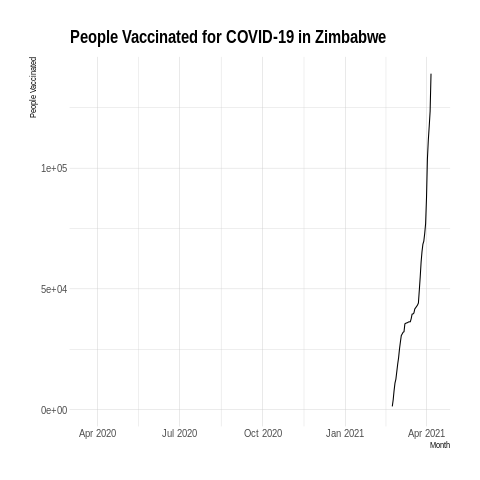 People Vaccinated for COVID-19 in Zimbabwe
People Vaccinated
1e+05
5e+04
0e+00
Apr 2020 Jul 2020 Oct 2020 Jan 2021 Apr 2021
Month